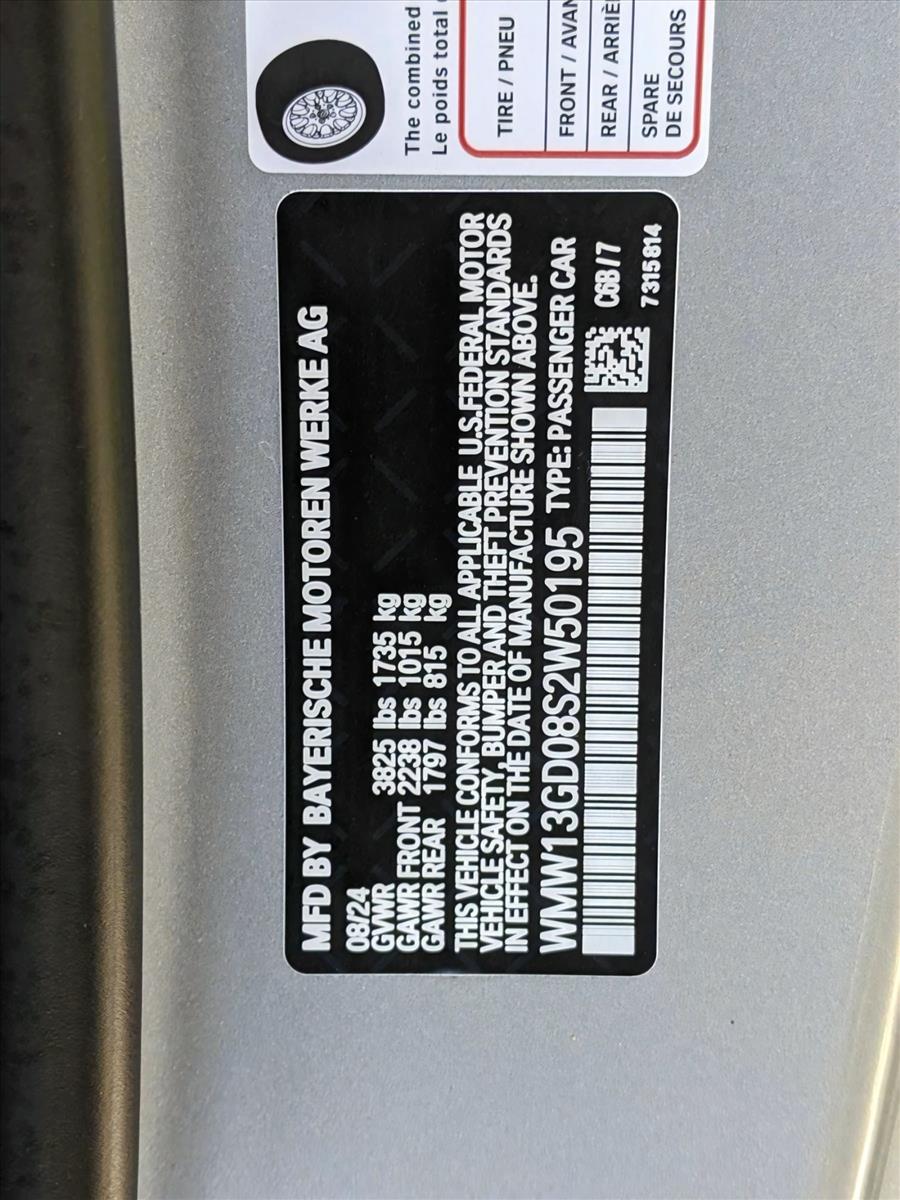 MFD BY BAYERISCHE MOTOREN WERKE AG
08/24
GVWR 3825 lbs 1735 kg
GAWR FRONT 2238 lbs 1015 kg
GAWR REAR 1797 lbs 815 kg
THIS VEHICLE CONFORMS TO ALL APPLICABLE U.S.FEDERAL MOTOR
VEHICLE SAFETY, BUMPER AND THEFT PREVENTION STANDARDS
IN EFFECT ON THE DATE OF MANUFACTURE SHOWN ABOVE.
WMW13GD08S2W50195 TYPE: PASSENGER CAR
C6B/7
7315814
The combined
Le poids total
TIRE / PNEU
FRONT /
REAR /
SPARE
DE SECOURS